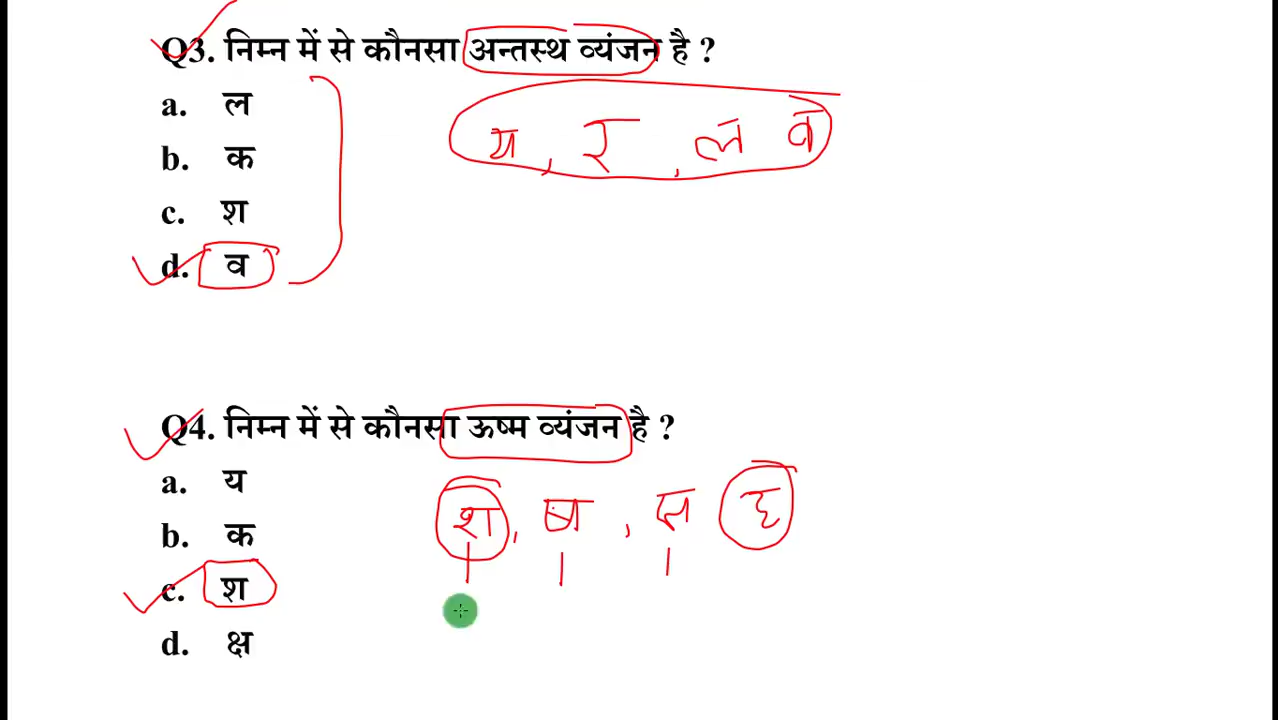 Q3. निम्न में से कौनसा अन्तस्थ व्यंजन है ?
a. ल
य, र, ल व
b. क
c. श
d. व
Q4. निम्न में से कौनसा ऊष्म व्यंजन है ?
a. य
श, ष, स ह
b. क
c. श
d. क्ष